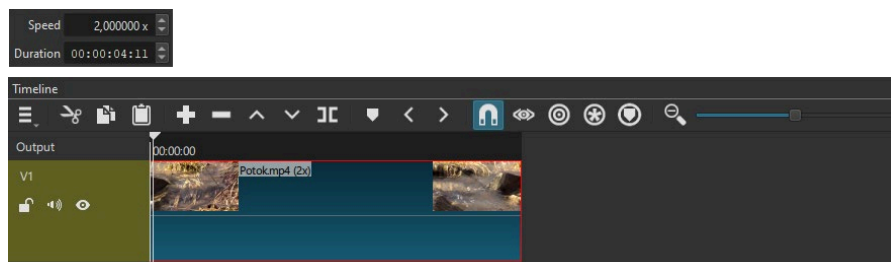 Speed 2,000000 x
Duration 00:00:04:11
Timeline
Output 00:00:00
Potok.mp4 (2x)
V1